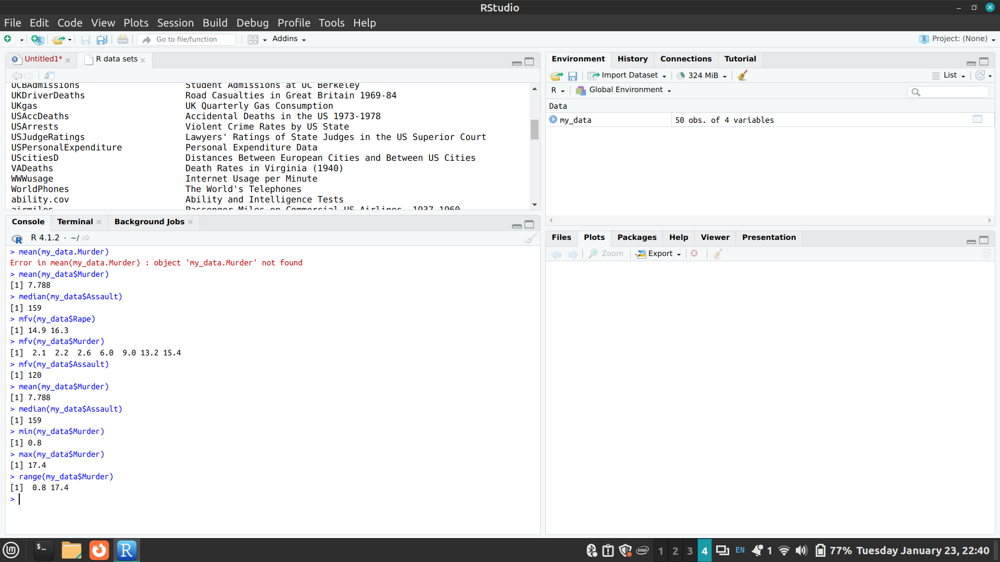 RStudio
File Edit Code View Plots Session Build Debug Profile Tools Help
Go to file/function Addins Project: (None)
Untitled1* R data sets
UCBAdmissions Student Admissions at UC Berkeley
UKDriverDeaths Road Casualties in Great Britain 1969-84
UKgas UK Quarterly Gas Consumption
USAccDeaths Accidental Deaths in the US 1973-1978
USArrests Violent Crime Rates by US State
USJudgeRatings Lawyers' Ratings of State Judges in the US Superior Court
USPersonalExpenditure Personal Expenditure Data
UScitiesD Distances Between European Cities and Between US Cities
VADeaths Death Rates in Virginia (1940)
WWWusage Internet Usage per Minute
WorldPhones The World's Telephones
ability.cov Ability and Intelligence Tests
airmiles Passenger Miles on Commercial US Airlines, 1937-1960
Console Terminal Background Jobs
R 4.1.2 · ~/
> mean(my_data.Murder)
Error in mean(my_data.Murder) : object 'my_data.Murder' not found
> mean(my_data$Murder)
[1] 7.788
> median(my_data$Assault)
[1] 159
> mfv(my_data$Rape)
[1] 14.9 16.3
> mfv(my_data$Murder)
[1]  2.1  2.2  2.6  6.0  9.0 13.2 15.4
> mfv(my_data$Assault)
[1] 120
> mean(my_data$Murder)
[1] 7.788
> median(my_data$Assault)
[1] 159
> min(my_data$Murder)
[1] 0.8
> max(my_data$Murder)
[1] 17.4
> range(my_data$Murder)
[1]  0.8 17.4
>
Environment History Connections Tutorial
Import Dataset 324 MiB List
R Global Environment
Data
my_data 50 obs. of 4 variables
Files Plots Packages Help Viewer Presentation
Zoom Export
1 2 3 4 EN 1 77% Tuesday January 23, 22:40
$_
R
intel